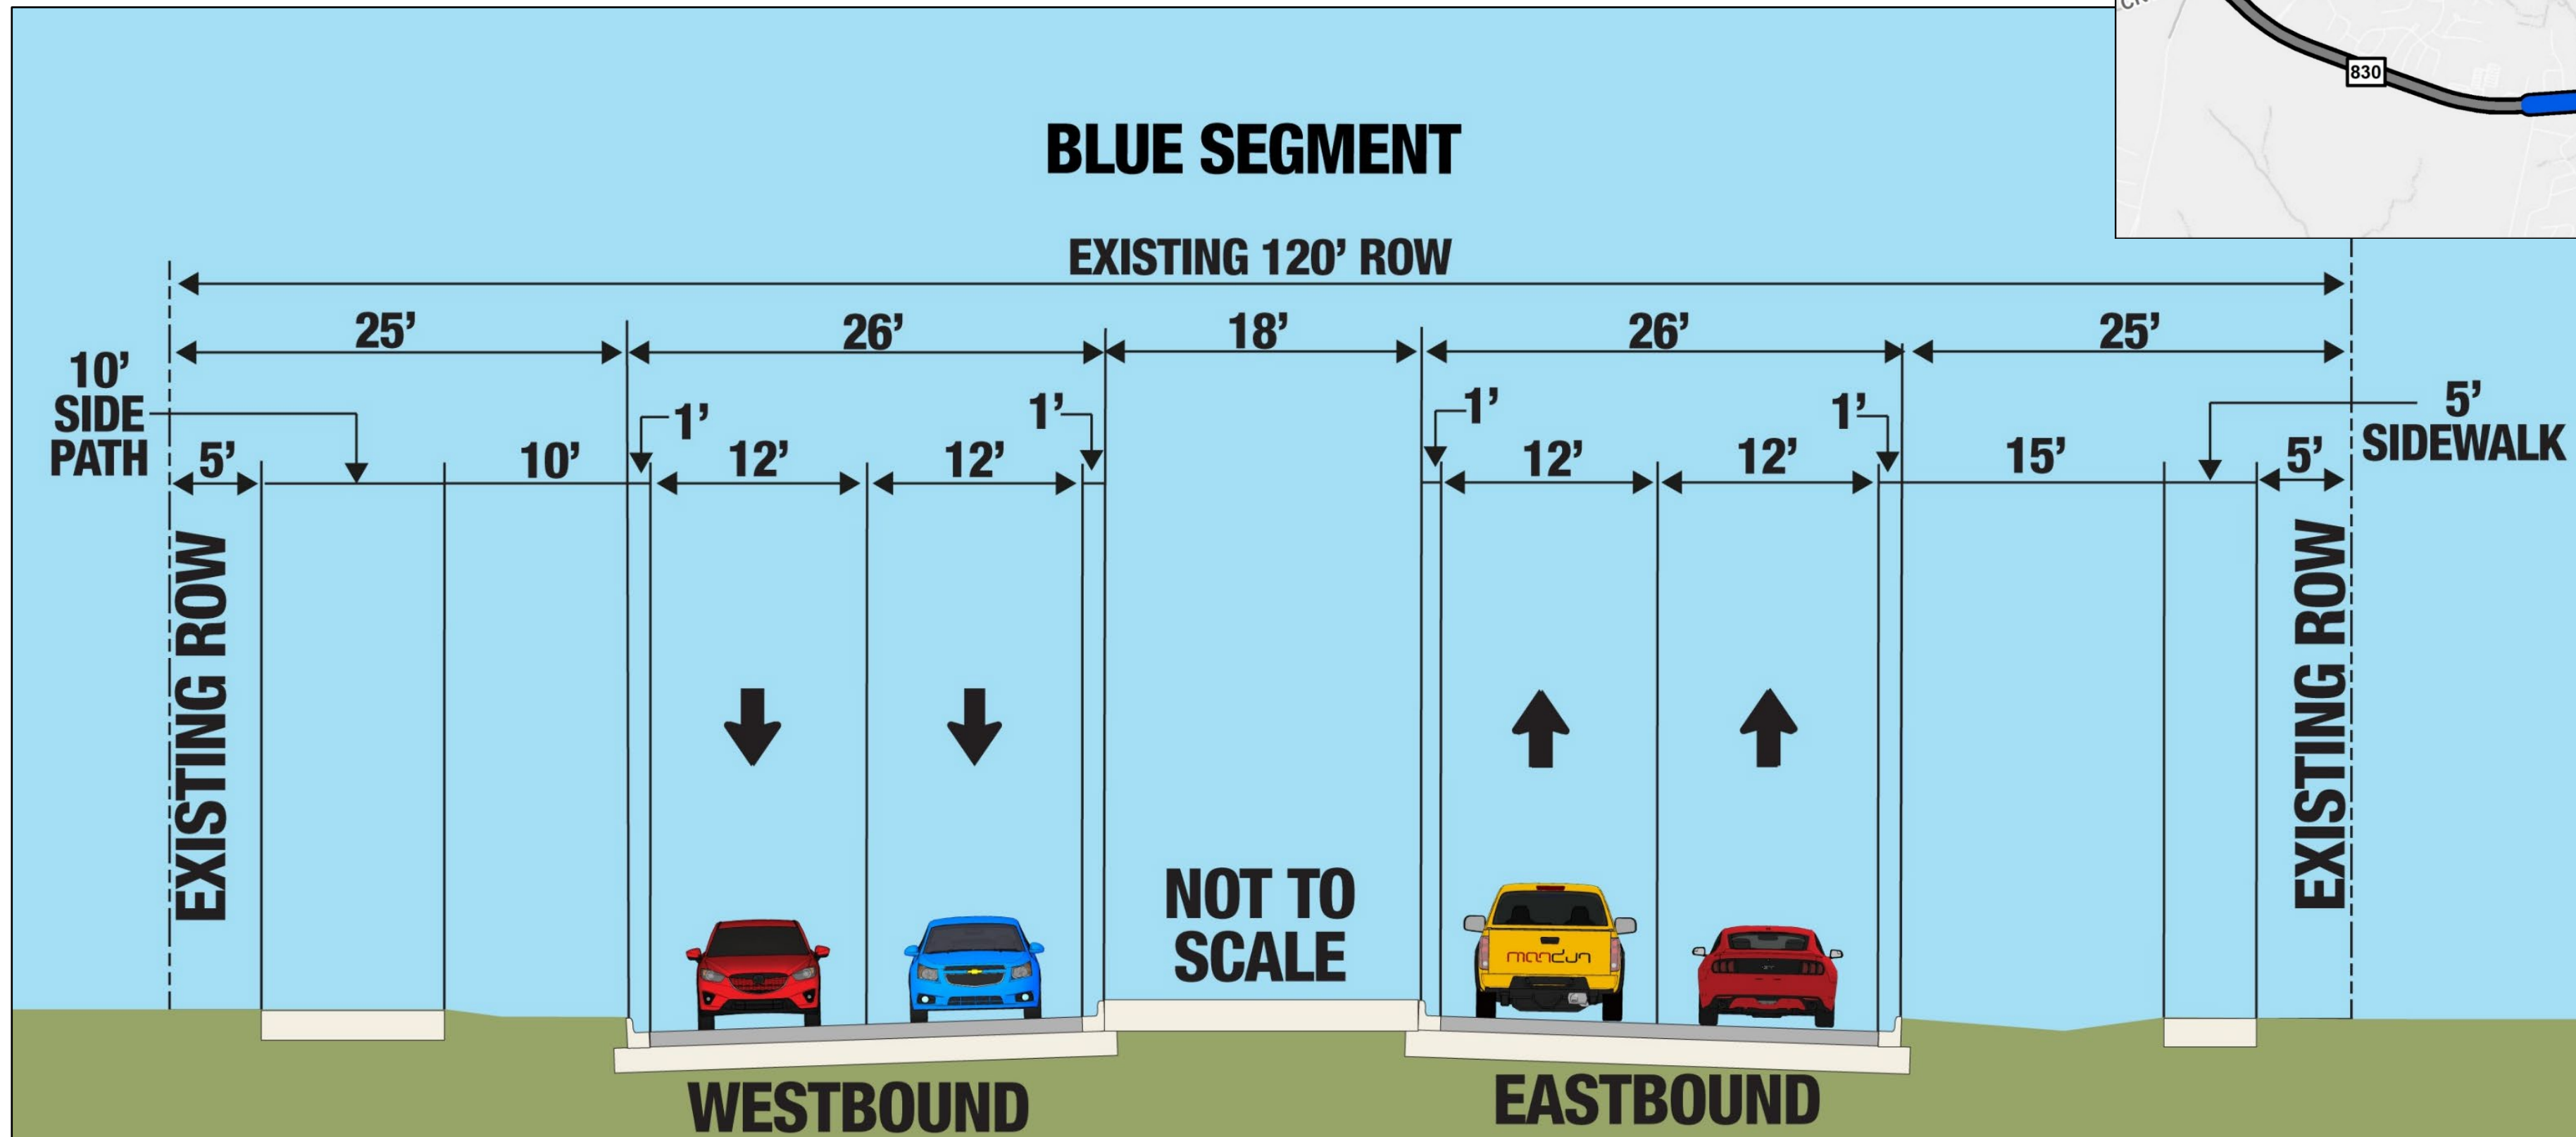 830
BLUE SEGMENT
EXISTING 120’ ROW
25’ 26’ 18’ 26’ 25’
10’
SIDE
PATH
5’
SIDEWALK
1’ 1’ 1’ 1’
5’ 10’ 12’ 12’ 12’ 12’ 15’ 5’
EXISTING ROW
EXISTING ROW
NOT TO
SCALE
WESTBOUND
EASTBOUND